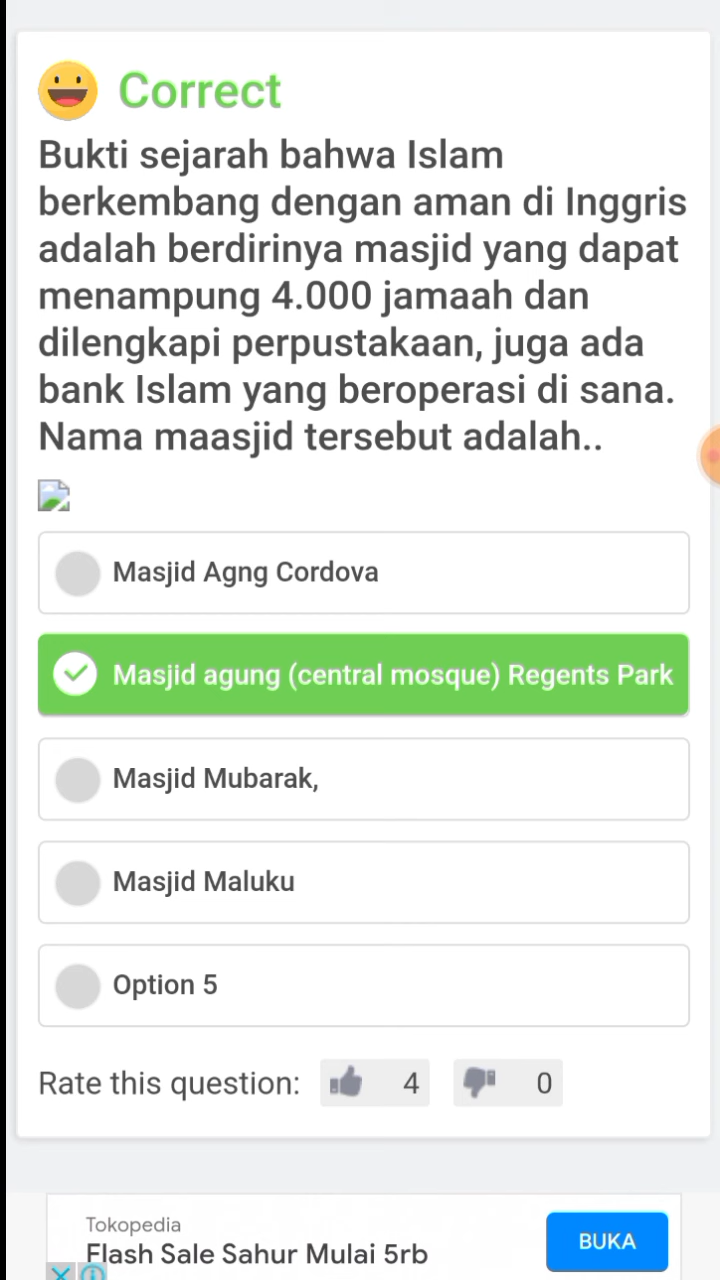 Correct
Bukti sejarah bahwa Islam
berkembang dengan aman di Inggris
adalah berdirinya masjid yang dapat
menampung 4.000 jamaah dan
dilengkapi perpustakaan, juga ada
bank Islam yang beroperasi di sana.
Nama maasjid tersebut adalah..
Masjid Agng Cordova
Masjid agung (central mosque) Regents Park
Masjid Mubarak,
Masjid Maluku
Option 5
Rate this question: 4 0
Tokopedia
Flash Sale Sahur Mulai 5rb
BUKA